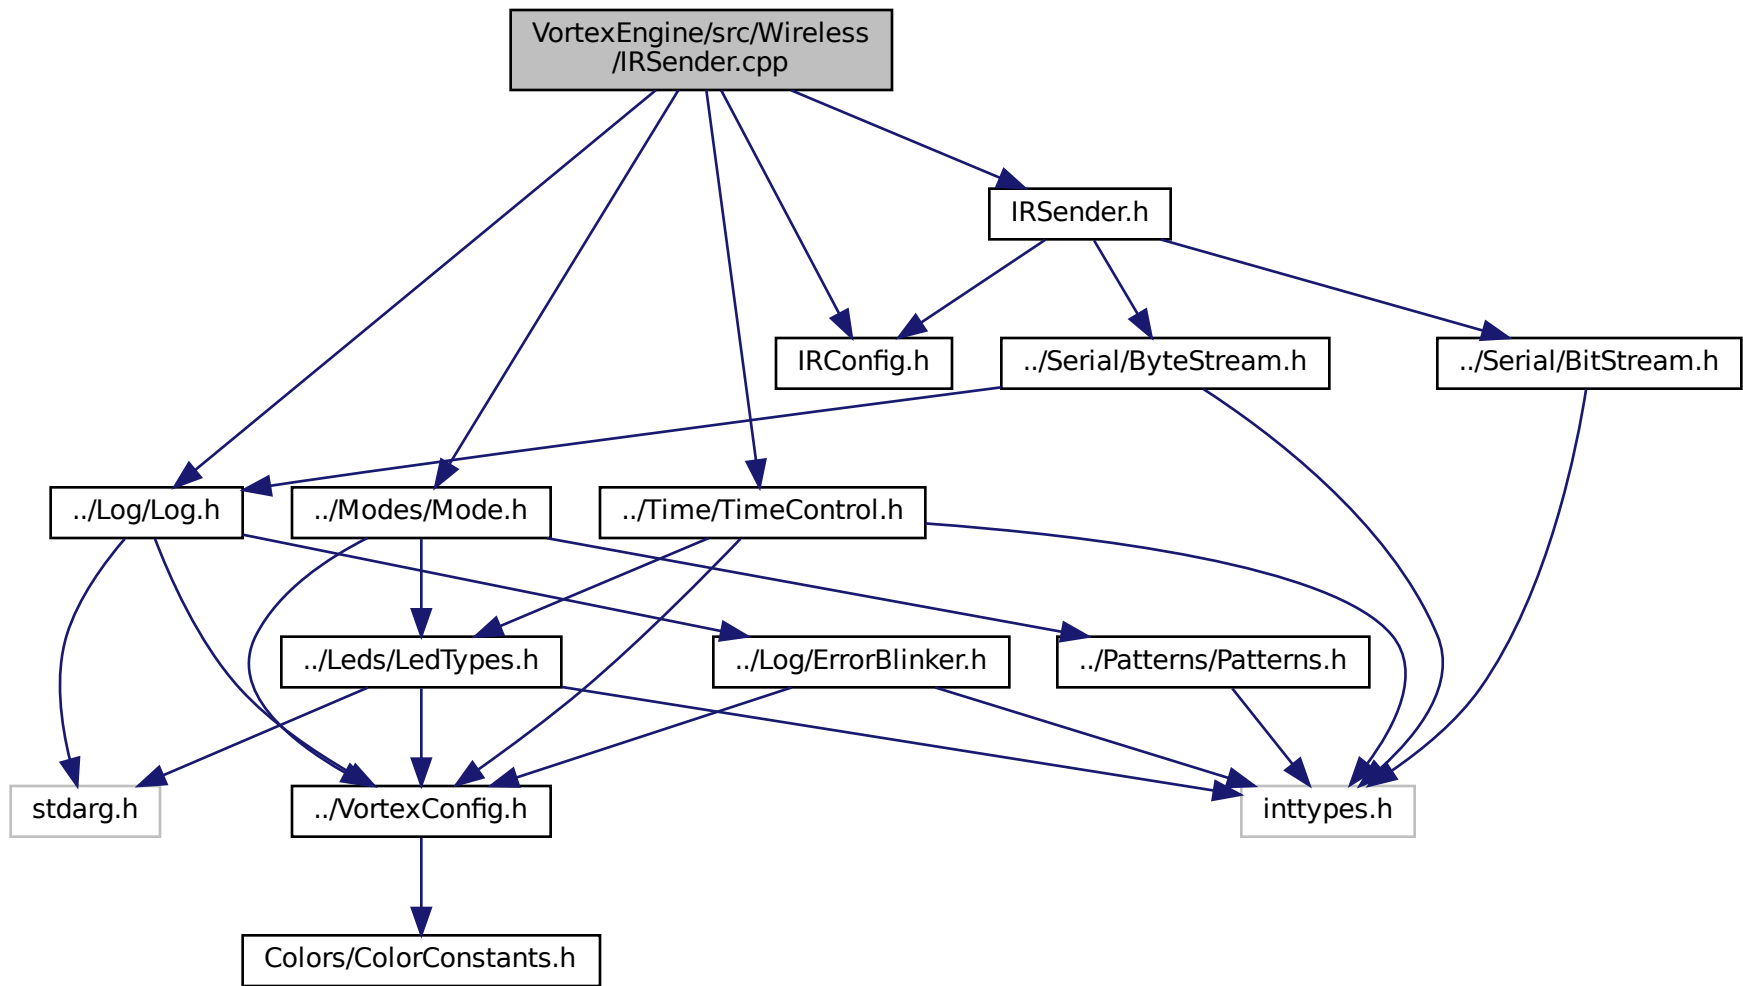 VortexEngine/src/Wireless
/IRSender.cpp
IRSender.h
IRConfig.h
../Serial/ByteStream.h
../Serial/BitStream.h
../Log/Log.h
../Modes/Mode.h
../Time/TimeControl.h
../Leds/LedTypes.h
../Log/ErrorBlinker.h
../Patterns/Patterns.h
stdarg.h
../VortexConfig.h
inttypes.h
Colors/ColorConstants.h